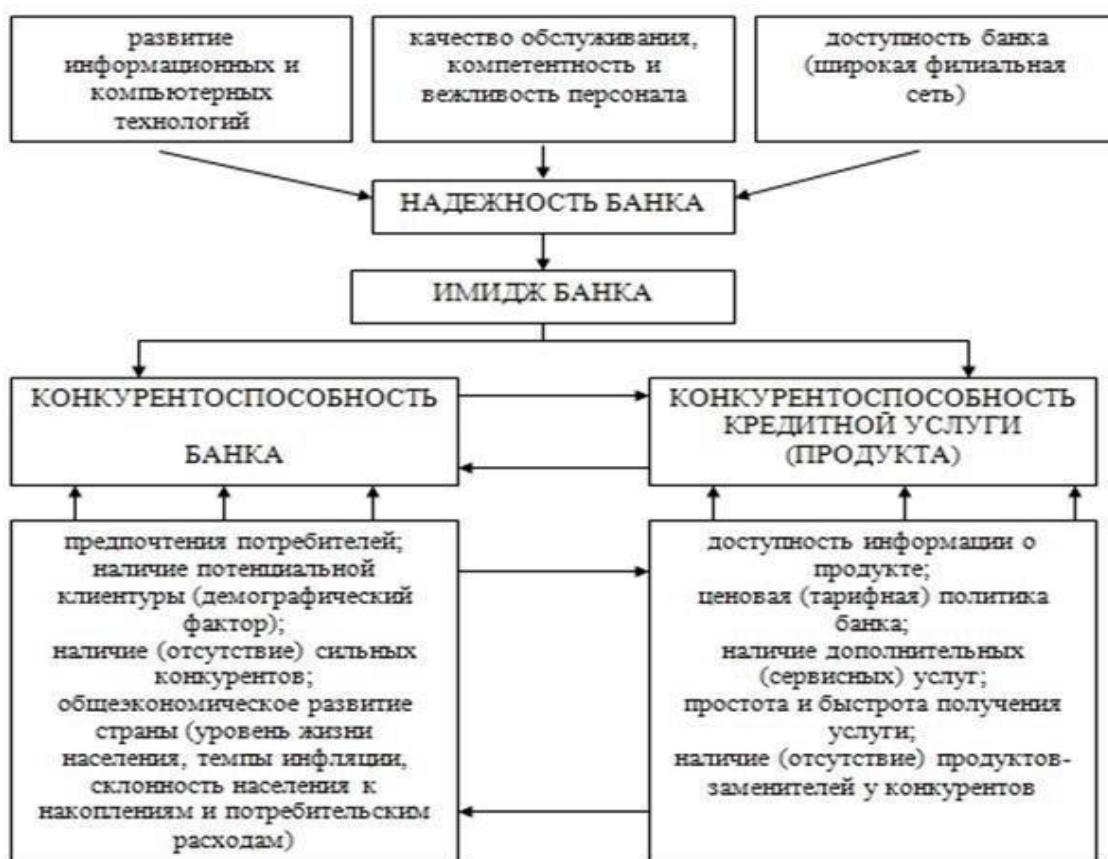 развитие
информационных и
компьютерных
технологий
качество обслуживания,
компетентность и
вежливость персонала
доступность банка
(широкая филиальная
сеть)
НАДЕЖНОСТЬ БАНКА
ИМИДЖ БАНКА
КОНКУРЕНТОСПОСОБНОСТЬ
БАНКА
КОНКУРЕНТОСПОСОБНОСТЬ
КРЕДИТНОЙ УСЛУГИ
(ПРОДУКТА)
предпочтения потребителей;
наличие потенциальной
клиентуры (демографический
фактор);
наличие (отсутствие) сильных
конкурентов;
общеэкономическое развитие
страны (уровень жизни
населения, темпы инфляции,
склонность населения к
накоплениям и потребительским
расходам)
доступность информации о
продукте;
ценовая (тарифная) политика
банка;
наличие дополнительных
(сервисных) услуг;
простота и быстрота получения
услуги;
наличие (отсутствие) продуктов-
заменителей у конкурентов